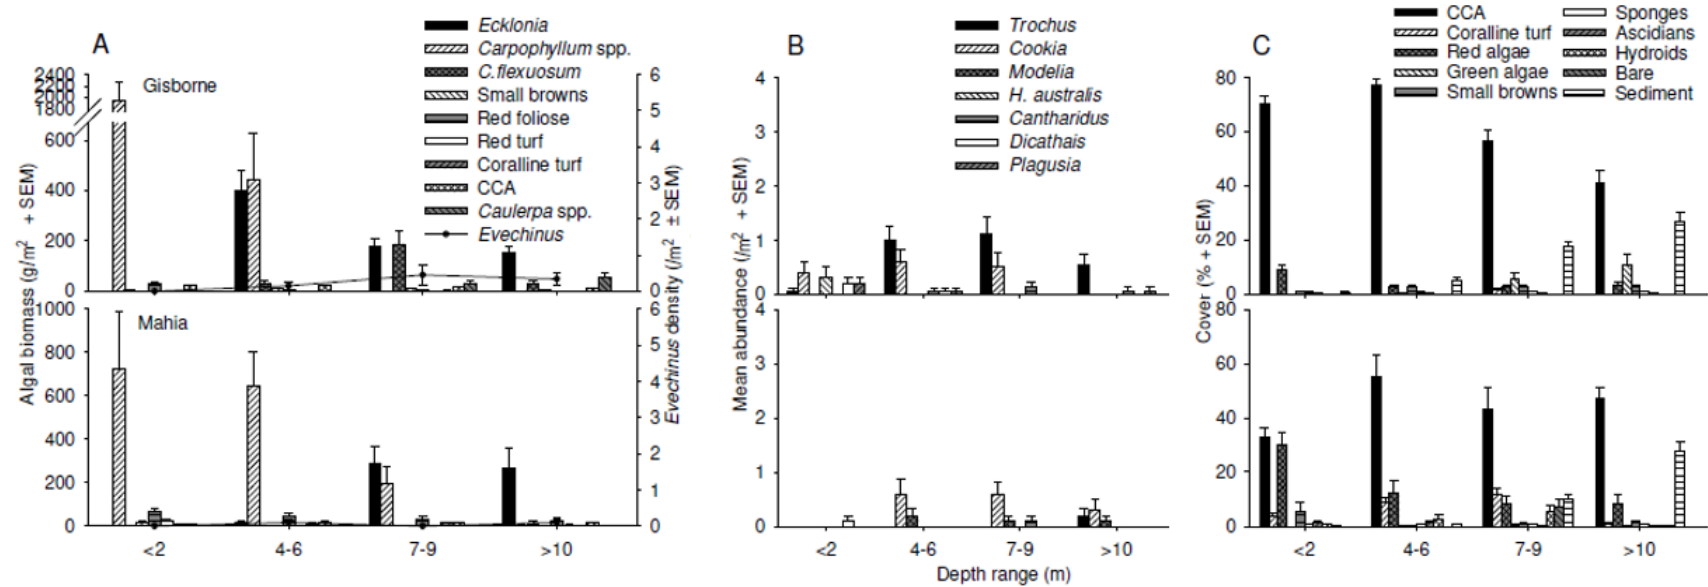 A
Ecklonia
Carpophyllum spp.
C.flexuosum
Small browns
Red foliose
Red turf
Coralline turf
CCA
Caulerpa spp.
Evechinus
Gisborne
2400
2200
2000
1800
600
400
200
0
6
5
4
3
2
1
0
Mahia
1000
800
600
400
200
0
6
5
4
3
2
1
0
<2
4-6
7-9
>10
Algal biomass (g/m² + SEM)
Evechinus density (/m² ± SEM)
B
Trochus
Cookia
Modelia
H. australis
Cantharidus
Dicathais
Plagusia
4
3
2
1
0
4
3
2
1
0
<2
4-6
7-9
>10
Mean abundance (/m² + SEM)
Depth range (m)
C
CCA
Coralline turf
Red algae
Green algae
Small browns
Sponges
Ascidians
Hydroids
Bare
Sediment
80
60
40
20
0
80
60
40
20
0
<2
4-6
7-9
>10
Cover (% + SEM)